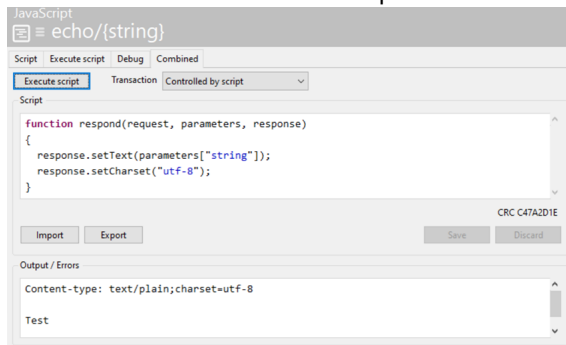 JavaScript
≡ echo/{string}
Script Execute script Debug Combined
Execute script Transaction Controlled by script
Script
function respond(request, parameters, response)
{
response.setText(parameters["string"]);
response.setCharset("utf-8");
}
CRC C47A2D1E
Import Export Save Discard
Output / Errors
Content-type: text/plain;charset=utf-8
Test